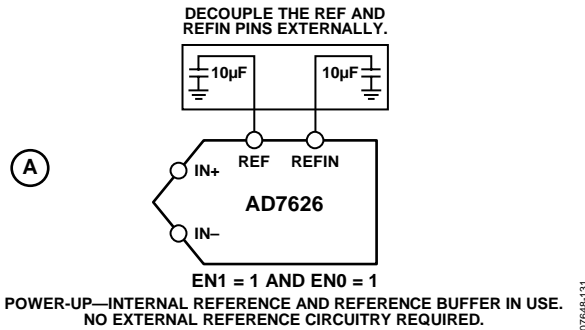 DECOUPLE THE REF AND
REFIN PINS EXTERNALLY.
10µF
10µF
A
REF
REFIN
IN+
AD7626
IN–
EN1 = 1 AND EN0 = 1
POWER-UP—INTERNAL REFERENCE AND REFERENCE BUFFER IN USE.
NO EXTERNAL REFERENCE CIRCUITRY REQUIRED.
07648-131